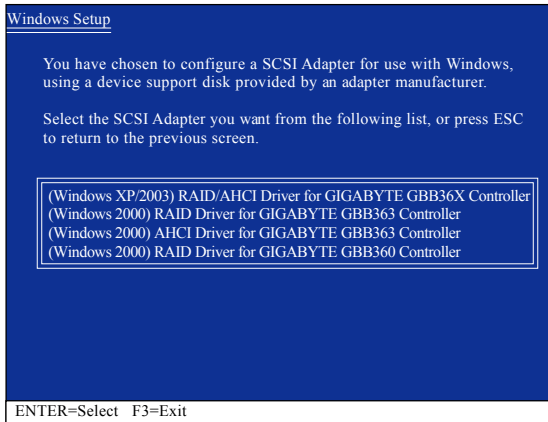 Windows Setup
You have chosen to configure a SCSI Adapter for use with Windows,
using a device support disk provided by an adapter manufacturer.
Select the SCSI Adapter you want from the following list, or press ESC
to return to the previous screen.
(Windows XP/2003) RAID/AHCI Driver for GIGABYTE GBB36X Controller
(Windows 2000) RAID Driver for GIGABYTE GBB363 Controller
(Windows 2000) AHCI Driver for GIGABYTE GBB363 Controller
(Windows 2000) RAID Driver for GIGABYTE GBB360 Controller
ENTER=Select F3=Exit